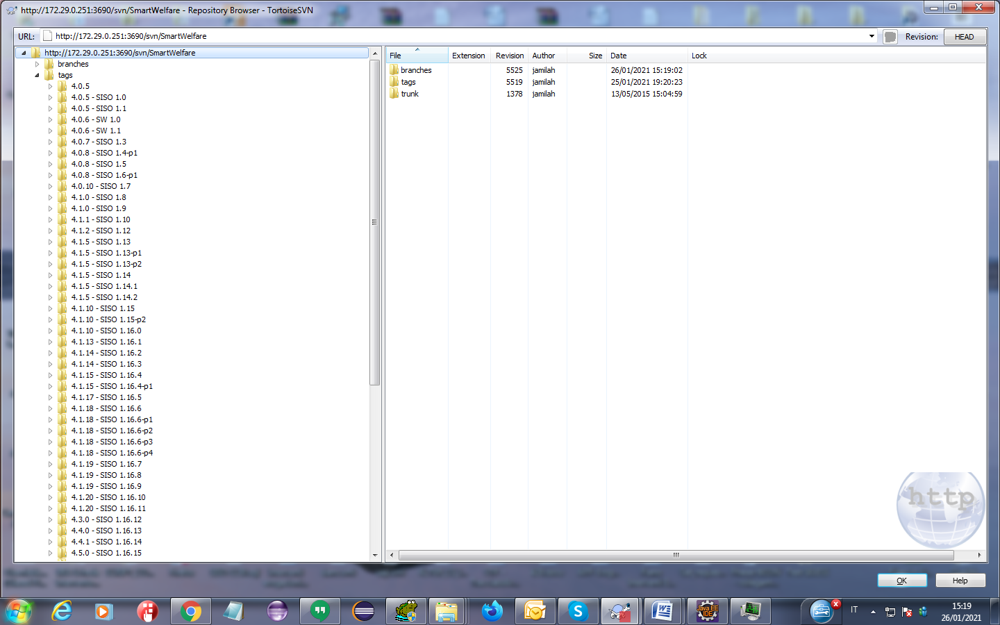 http://172.29.0.251:3690/svn/SmartWelfare - Repository Browser - TortoiseSVN
URL: http://172.29.0.251:3690/svn/SmartWelfare Revision: HEAD
http://172.29.0.251:3690/svn/SmartWelfare
branches
tags
4.0.5
4.0.5 - SISO 1.0
4.0.5 - SISO 1.1
4.0.6 - SW 1.0
4.0.6 - SW 1.1
4.0.7 - SISO 1.3
4.0.8 - SISO 1.4-p1
4.0.8 - SISO 1.5
4.0.8 - SISO 1.6-p1
4.0.10 - SISO 1.7
4.1.0 - SISO 1.8
4.1.0 - SISO 1.9
4.1.1 - SISO 1.10
4.1.2 - SISO 1.12
4.1.5 - SISO 1.13
4.1.5 - SISO 1.13-p1
4.1.5 - SISO 1.13-p2
4.1.5 - SISO 1.14
4.1.5 - SISO 1.14.1
4.1.5 - SISO 1.14.2
4.1.10 - SISO 1.15
4.1.10 - SISO 1.15-p2
4.1.10 - SISO 1.16.0
4.1.13 - SISO 1.16.1
4.1.14 - SISO 1.16.2
4.1.14 - SISO 1.16.3
4.1.15 - SISO 1.16.4
4.1.15 - SISO 1.16.4-p1
4.1.17 - SISO 1.16.5
4.1.18 - SISO 1.16.6
4.1.18 - SISO 1.16.6-p1
4.1.18 - SISO 1.16.6-p2
4.1.18 - SISO 1.16.6-p3
4.1.18 - SISO 1.16.6-p4
4.1.19 - SISO 1.16.7
4.1.19 - SISO 1.16.8
4.1.19 - SISO 1.16.9
4.1.20 - SISO 1.16.10
4.1.20 - SISO 1.16.11
4.3.0 - SISO 1.16.12
4.4.0 - SISO 1.16.13
4.4.1 - SISO 1.16.14
4.5.0 - SISO 1.16.15
File Extension Revision Author Size Date Lock
branches 5525 jamilah 26/01/2021 15:19:02
tags 5519 jamilah 25/01/2021 19:20:23
trunk 1378 jamilah 13/05/2015 15:04:59
http
OK Help
Java EE
IDE
IT
15:19
26/01/2021